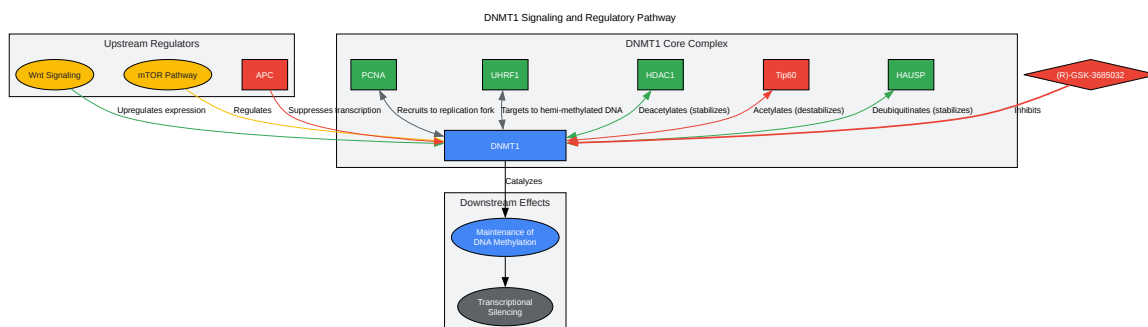 DNMT1 Signaling and Regulatory Pathway
Upstream Regulators
DNMT1 Core Complex
Wnt Signaling
mTOR Pathway
APC
PCNA
UHRF1
HDAC1
Tip60
HAUSP
(R)-GSK-3685032
Upregulates expression
Regulates
Suppresses transcription
Recruits to replication fork
Targets to hemi-methylated DNA
Deacetylates (stabilizes)
Acetylates (destabilizes)
Deubiquitinates (stabilizes)
Inhibits
DNMT1
Catalyzes
Downstream Effects
Maintenance of
DNA Methylation
Transcriptional
Silencing